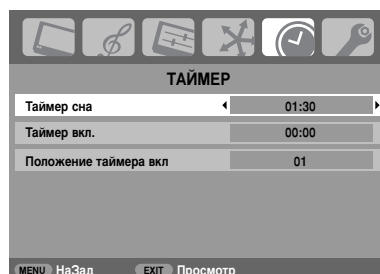 ТАЙМЕР
Таймер сна 01:30
Таймер вкл. 00:00
Положение таймера вкл 01
MENU НаЗад EXIT Просмотр